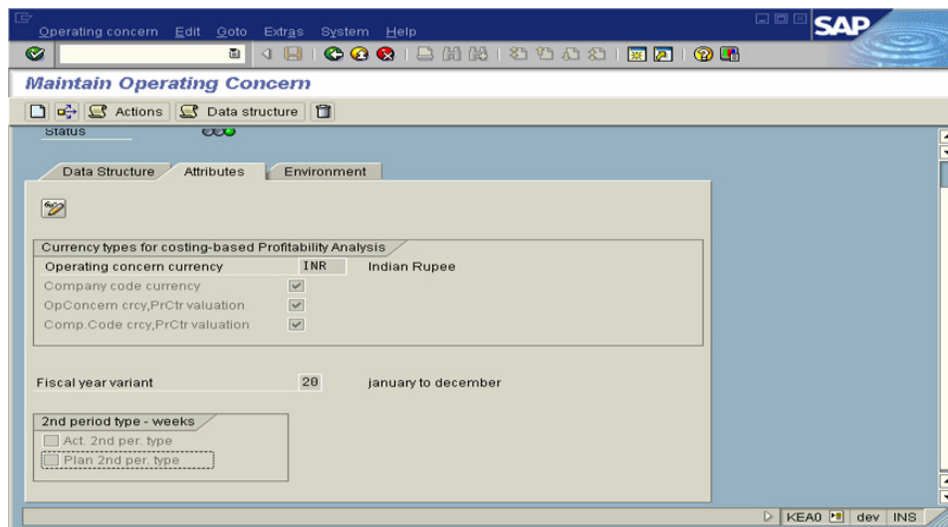 Operating concern Edit Goto Extras System Help
SAP
Maintain Operating Concern
Actions Data structure
Status
Data Structure Attributes Environment
Currency types for costing-based Profitability Analysis
Operating concern currency INR Indian Rupee
Company code currency
OpConcern crcy,PrCtr valuation
Comp.Code crcy,PrCtr valuation
Fiscal year variant 20 january to december
2nd period type - weeks
Act. 2nd per. type
Plan 2nd per. type
KEA0 dev INS